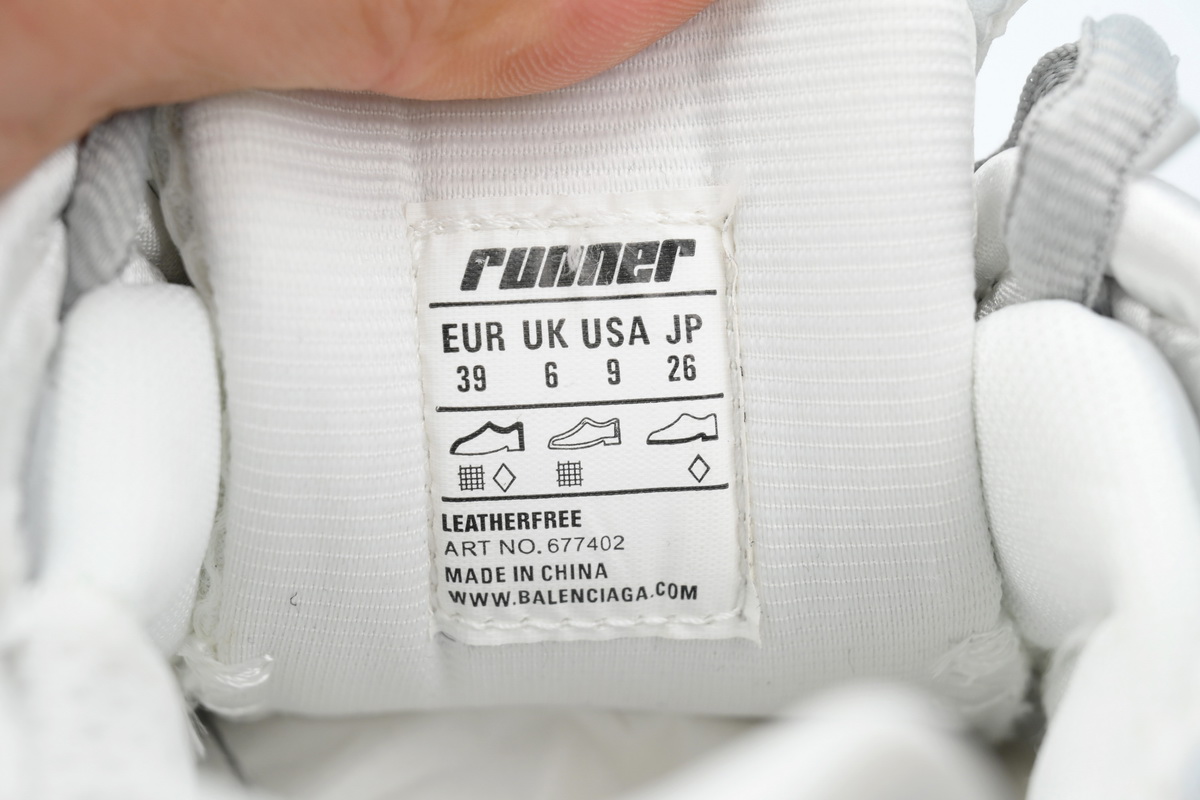 runner
EUR UK USA JP
39 6 9 26
LEATHERFREE
ART NO. 677402
MADE IN CHINA
WWW.BALENCIAGA.COM